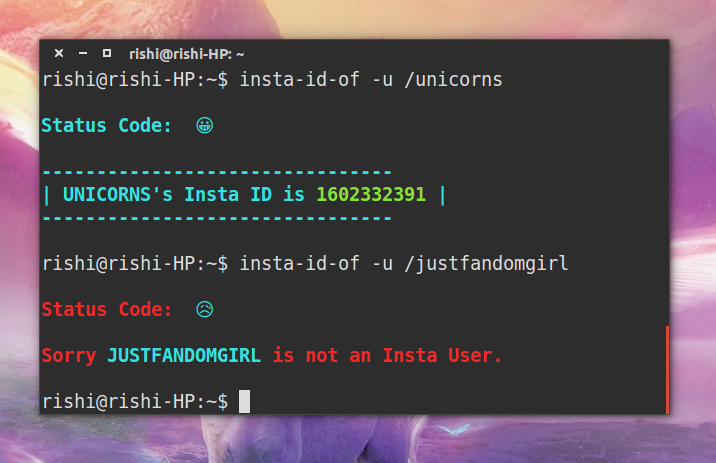 rishi@rishi-HP: ~
rishi@rishi-HP:~$ insta-id-of -u /unicorns
Status Code: 😀
--------------------------------
| UNICORNS's Insta ID is 1602332391 |
--------------------------------
rishi@rishi-HP:~$ insta-id-of -u /justfandomgirl
Status Code: 😥
Sorry JUSTFANDOMGIRL is not an Insta User.
rishi@rishi-HP:~$